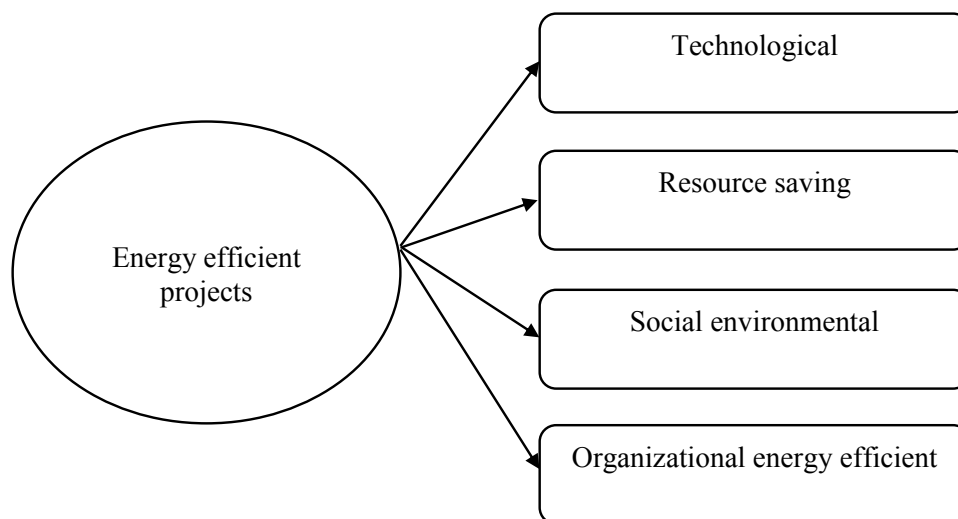 Technological
Resource saving
Energy efficient
projects
Social environmental
Organizational energy efficient